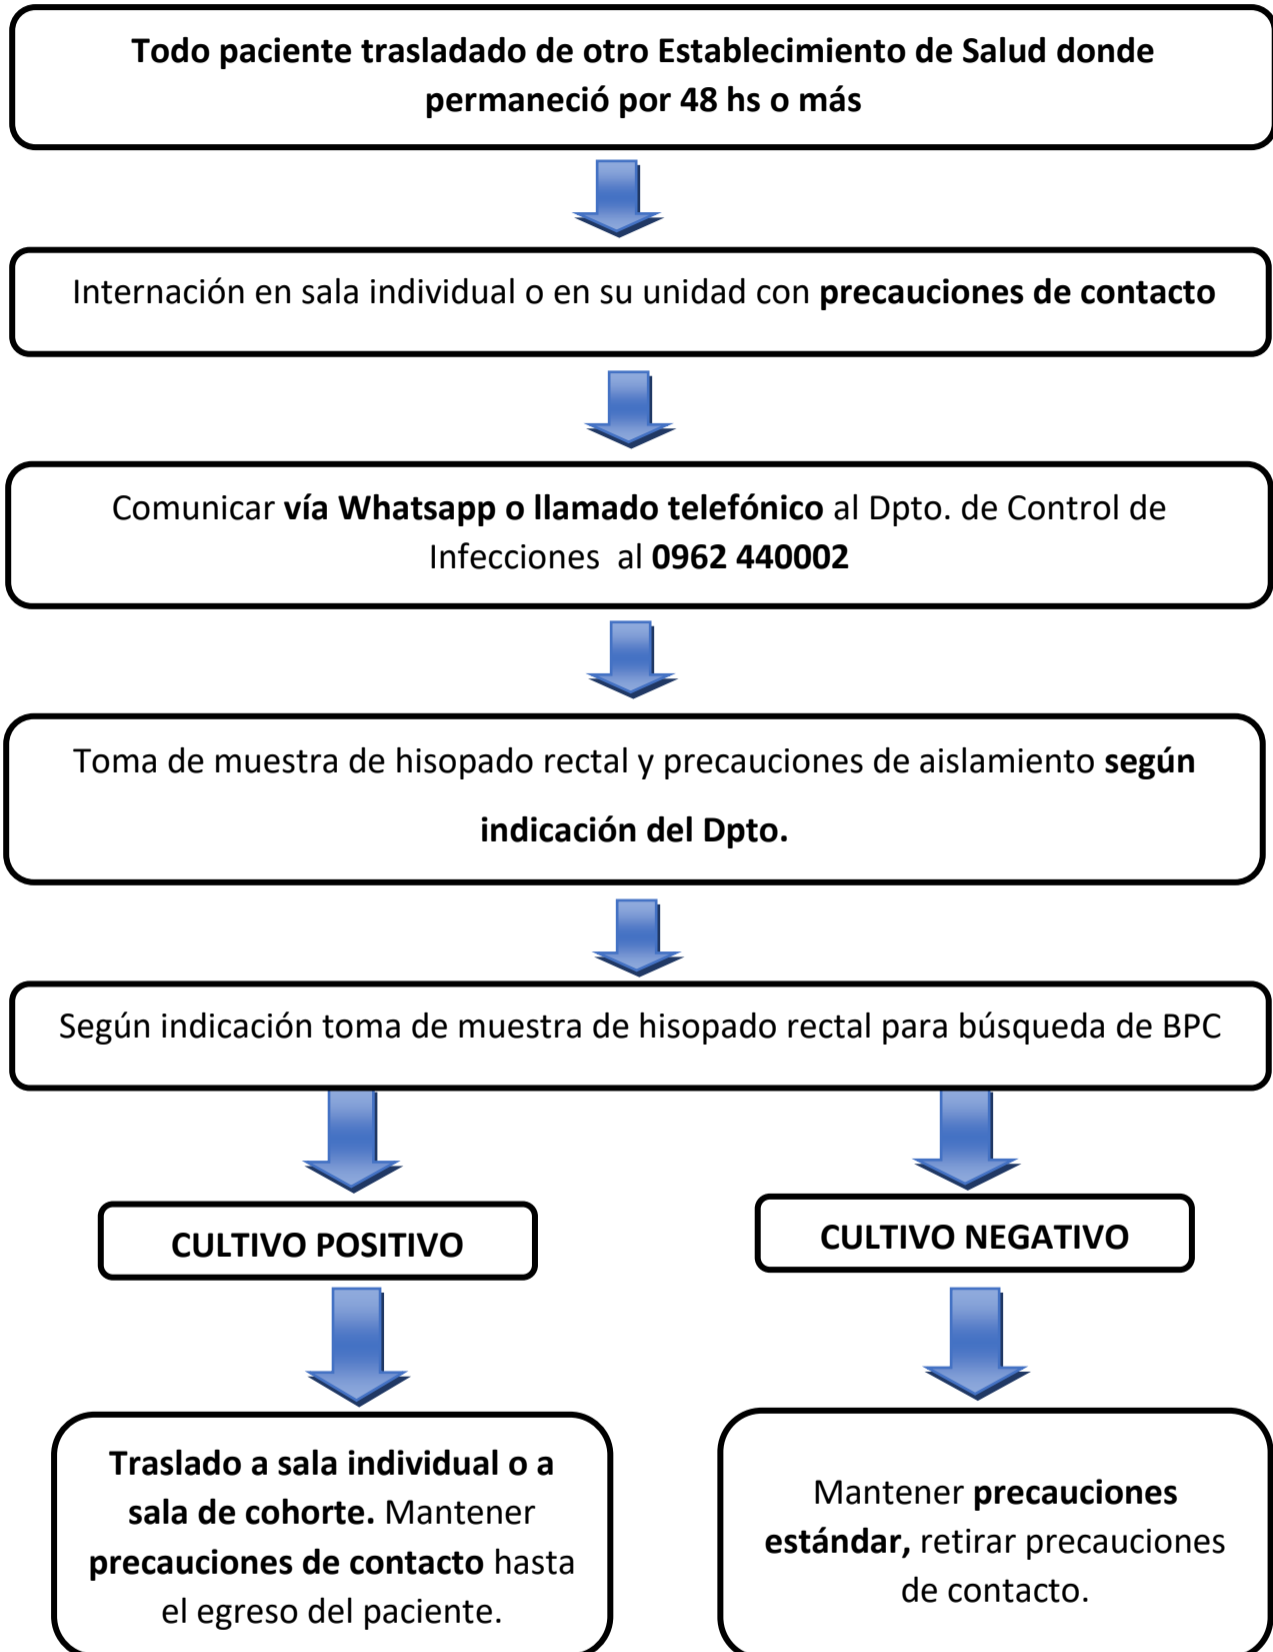 Todo paciente trasladado de otro Establecimiento de Salud donde
permaneció por 48 hs o más
Internación en sala individual o en su unidad con precauciones de contacto
Comunicar vía Whatsapp o llamado telefónico al Dpto. de Control de
Infecciones al 0962 440002
Toma de muestra de hisopado rectal y precauciones de aislamiento según
indicación del Dpto.
Según indicación toma de muestra de hisopado rectal para búsqueda de BPC
CULTIVO POSITIVO
CULTIVO NEGATIVO
Traslado a sala individual o a
sala de cohorte. Mantener
precauciones de contacto hasta
el egreso del paciente.
Mantener precauciones
estándar, retirar precauciones
de contacto.